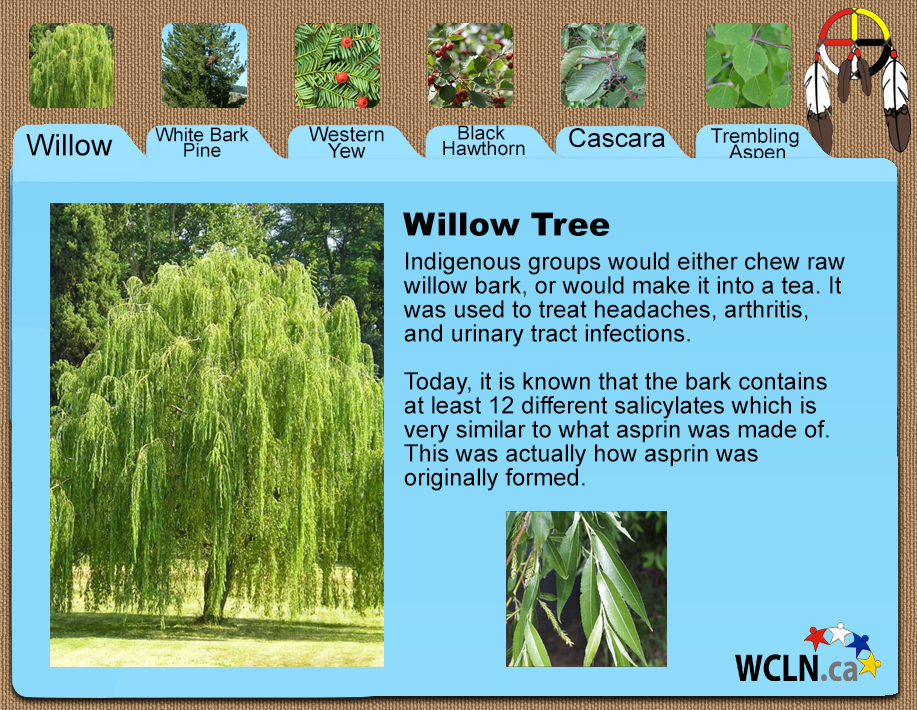 Willow
White Bark
Pine
Western
Yew
Black
Hawthorn
Cascara
Trembling
Aspen
Willow Tree
Indigenous groups would either chew raw
willow bark, or would make it into a tea. It
was used to treat headaches, arthritis,
and urinary tract infections.
Today, it is known that the bark contains
at least 12 different salicylates which is
very similar to what asprin was made of.
This was actually how asprin was
originally formed.
WCLN.ca